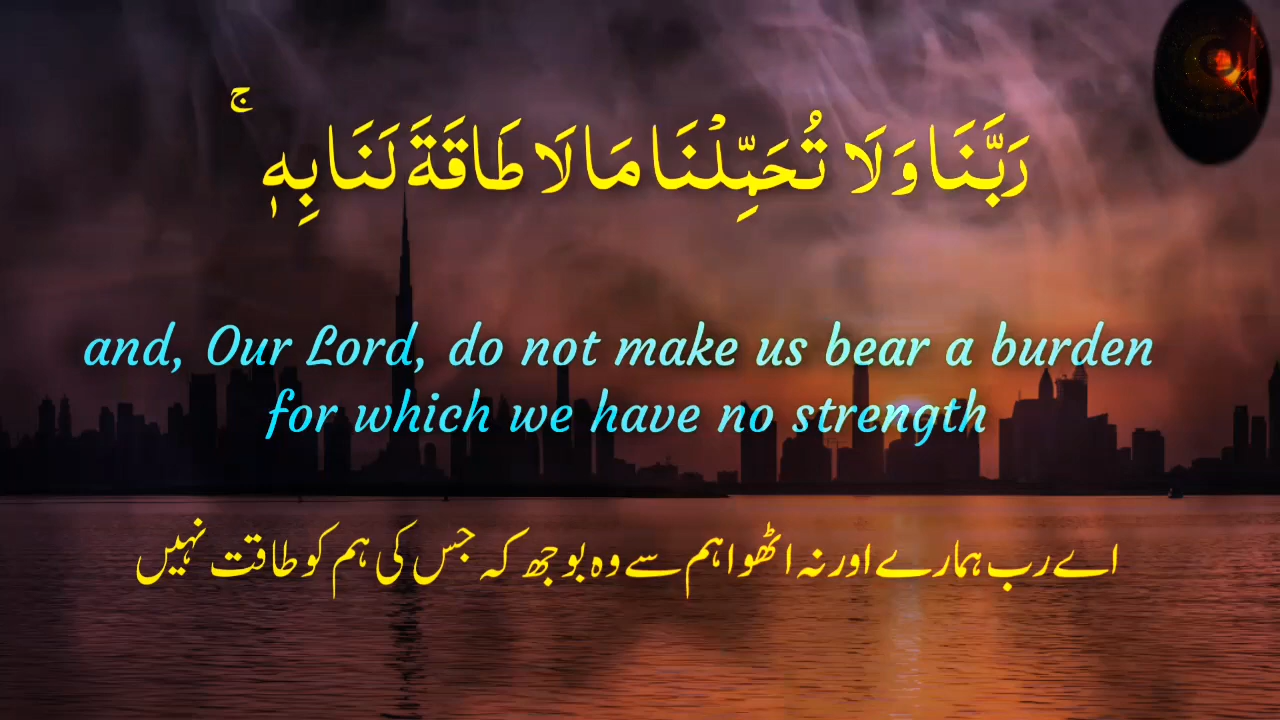 رَبَّنَا وَلَا تُحَمِّلْنَا مَا لَا طَاقَةَ لَنَا بِهٖ ۚ
and, Our Lord, do not make us bear a burden
for which we have no strength
اے رب ہمارے اور نہ اٹھوا ہم سے وہ بوجھ کہ جس کی ہم کو طاقت نہیں